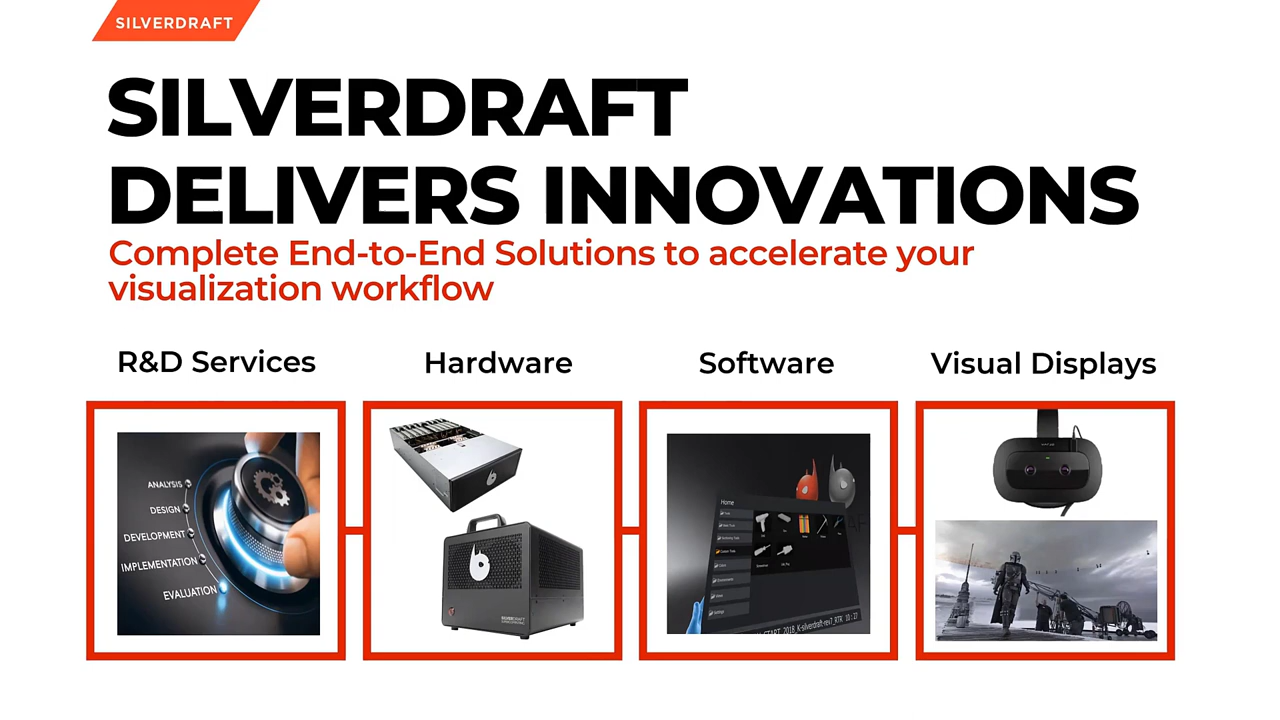 SILVERDRAFT
SILVERDRAFT
DELIVERS INNOVATIONS
Complete End-to-End Solutions to accelerate your
visualization workflow
R&D Services
Hardware
Software
Visual Displays
ANALYSIS
DESIGN
DEVELOPMENT
IMPLEMENTATION
EVALUATION
SILVERDRAFT
Home